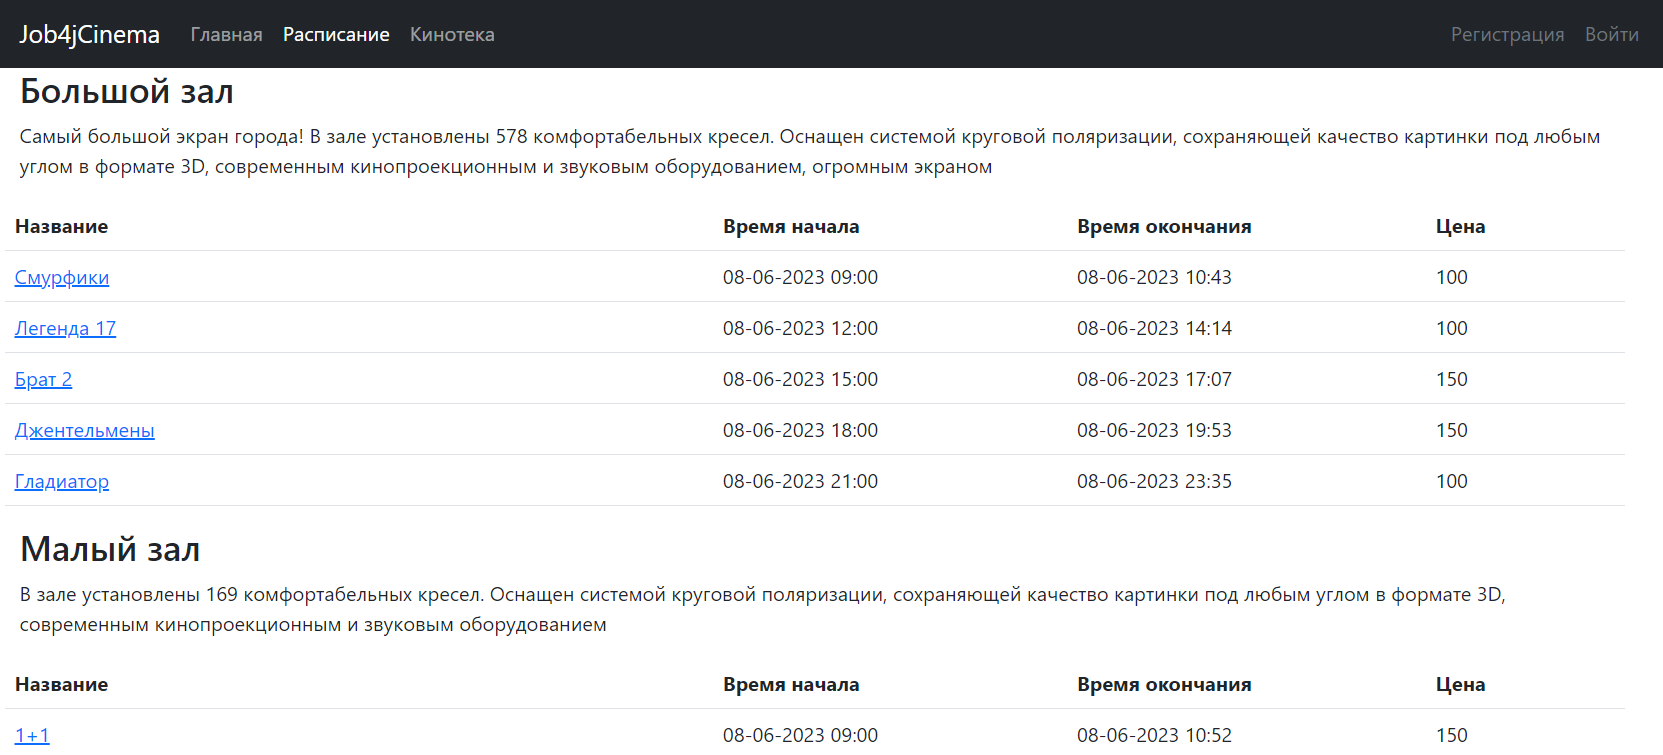 Job4jCinema Главная Расписание Кинотека Регистрация Войти
Большой зал
Самый большой экран города! В зале установлены 578 комфортабельных кресел. Оснащен системой круговой поляризации, сохраняющей качество картинки под любым
углом в формате 3D, современным кинопроекционным и звуковым оборудованием, огромным экраном
Название Время начала Время окончания Цена
Смурфики 08-06-2023 09:00 08-06-2023 10:43 100
Легенда 17 08-06-2023 12:00 08-06-2023 14:14 100
Брат 2 08-06-2023 15:00 08-06-2023 17:07 150
Джентельмены 08-06-2023 18:00 08-06-2023 19:53 150
Гладиатор 08-06-2023 21:00 08-06-2023 23:35 100
Малый зал
В зале установлены 169 комфортабельных кресел. Оснащен системой круговой поляризации, сохраняющей качество картинки под любым углом в формате 3D,
современным кинопроекционным и звуковым оборудованием
Название Время начала Время окончания Цена
1+1 08-06-2023 09:00 08-06-2023 10:52 150